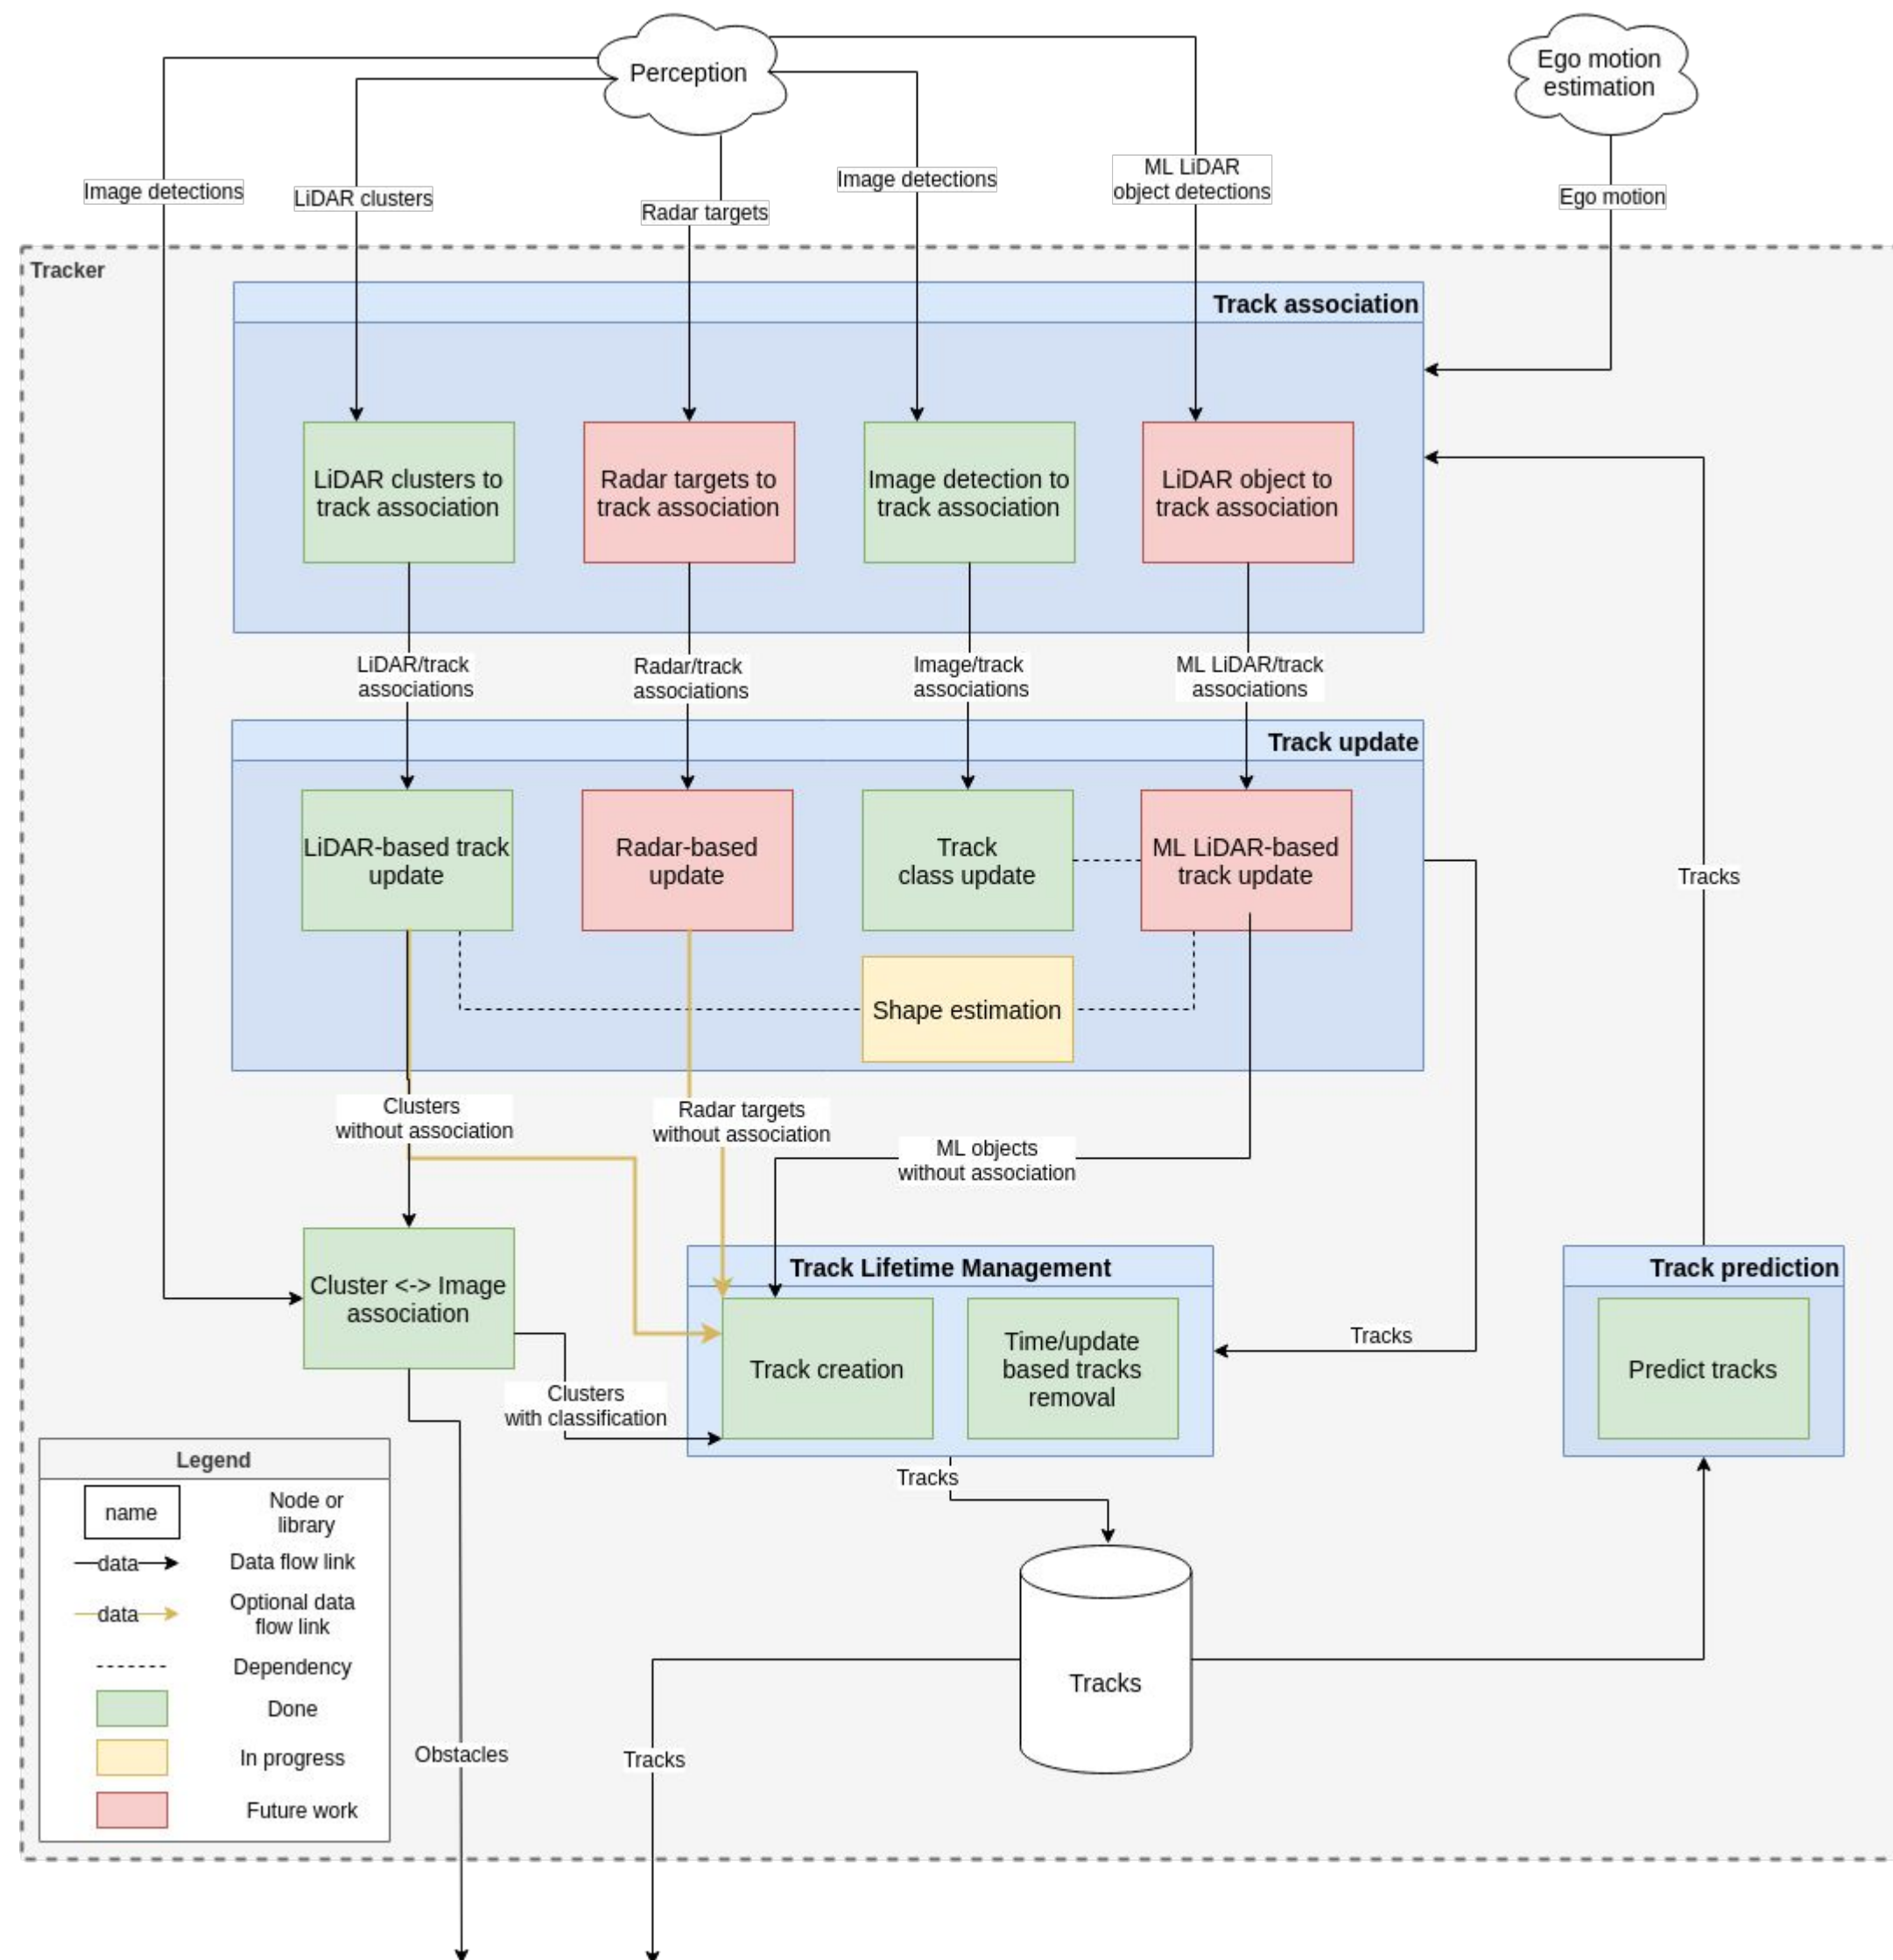 Perception
Ego motion
estimation
Image detections
LiDAR clusters
Radar targets
Image detections
ML LiDAR
object detections
Ego motion
Tracker
Track association
LiDAR clusters to
track association
Radar targets to
track association
Image detection to
track association
LiDAR object to
track association
LiDAR/track
associations
Radar/track
associations
Image/track
associations
ML LiDAR/track
associations
Track update
LiDAR-based track
update
Radar-based
update
Track
class update
ML LiDAR-based
track update
Tracks
Shape estimation
Clusters
without association
Radar targets
without association
ML objects
without association
Cluster <-> Image
association
Track Lifetime Management
Track creation
Time/update
based tracks
removal
Tracks
Track prediction
Predict tracks
Clusters
with classification
Tracks
Legend
name
Node or
library
data
Data flow link
data
Optional data
flow link
Dependency
Done
In progress
Future work
Tracks
Obstacles
Tracks